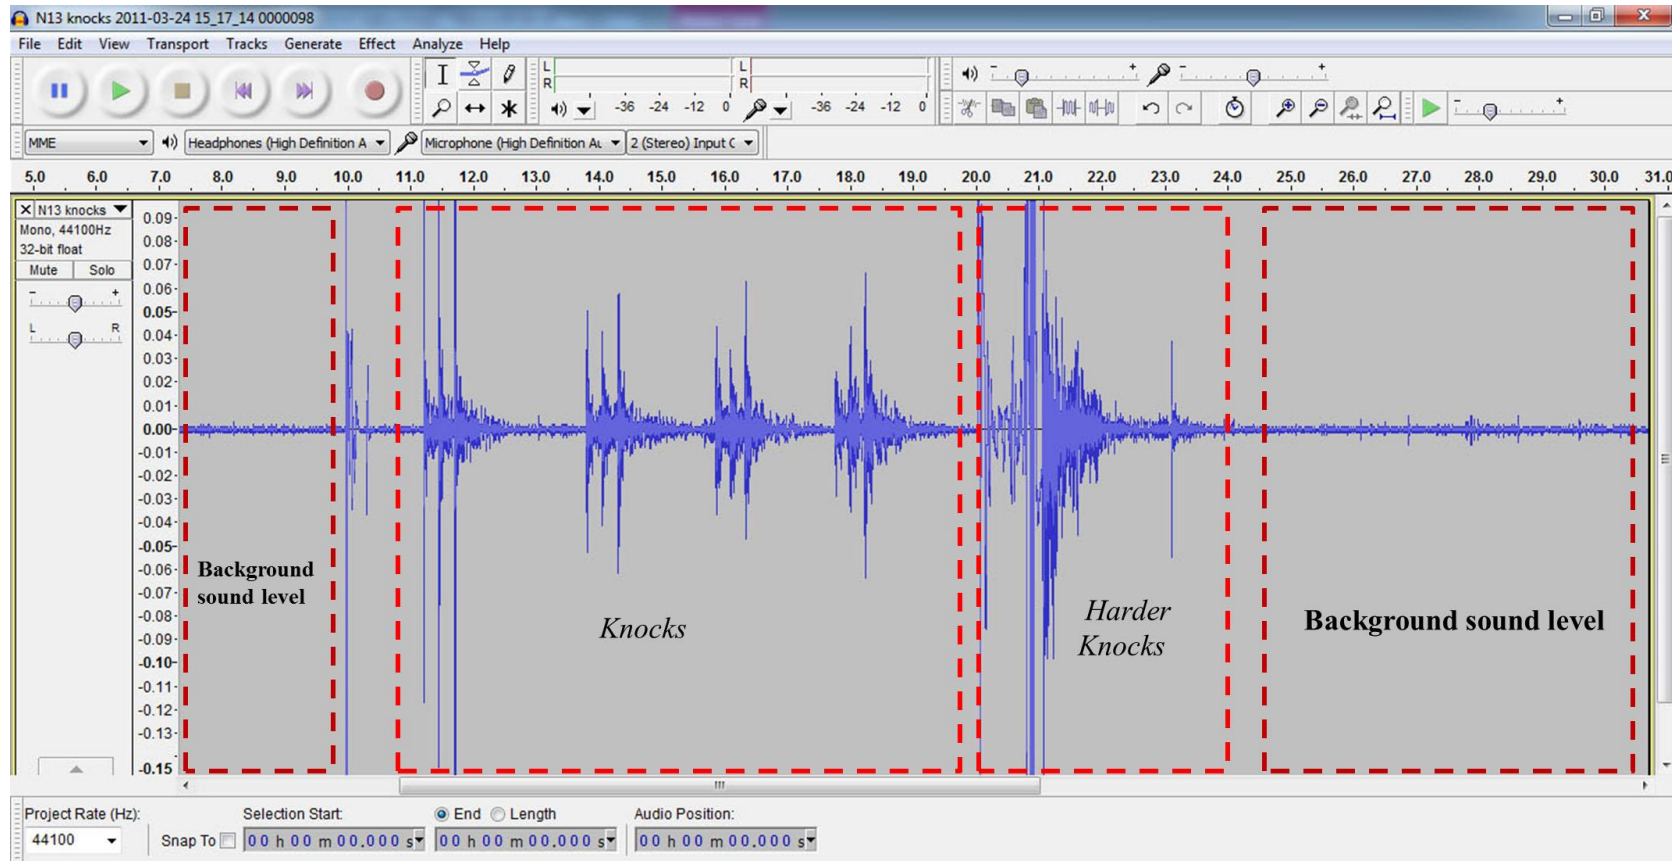 N13 knocks 2011-03-24 15_17_14 0000098
File Edit View Transport Tracks Generate Effect Analyze Help
L L
R R
-36 -24 -12 0 -36 -24 -12 0
MME Headphones (High Definition A Microphone (High Definition Au 2 (Stereo) Input C
5.0 6.0 7.0 8.0 9.0 10.0 11.0 12.0 13.0 14.0 15.0 16.0 17.0 18.0 19.0 20.0 21.0 22.0 23.0 24.0 25.0 26.0 27.0 28.0 29.0 30.0 31.0
X N13 knocks
Mono, 44100Hz
32-bit float
Mute Solo
- +
L R
0.09
0.08
0.07
0.06
0.05
0.04
0.03
0.02
0.01
0.00
-0.01
-0.02
-0.03
-0.04
-0.05
-0.06
-0.07
-0.08
-0.09
-0.10
-0.11
-0.12
-0.13
-0.15
Background
sound level
Knocks
Harder
Knocks
Background sound level
Project Rate (Hz): Selection Start: End Length Audio Position:
44100 Snap To 00 h 00 m 00.000 s 00 h 00 m 00.000 s 00 h 00 m 00.000 s